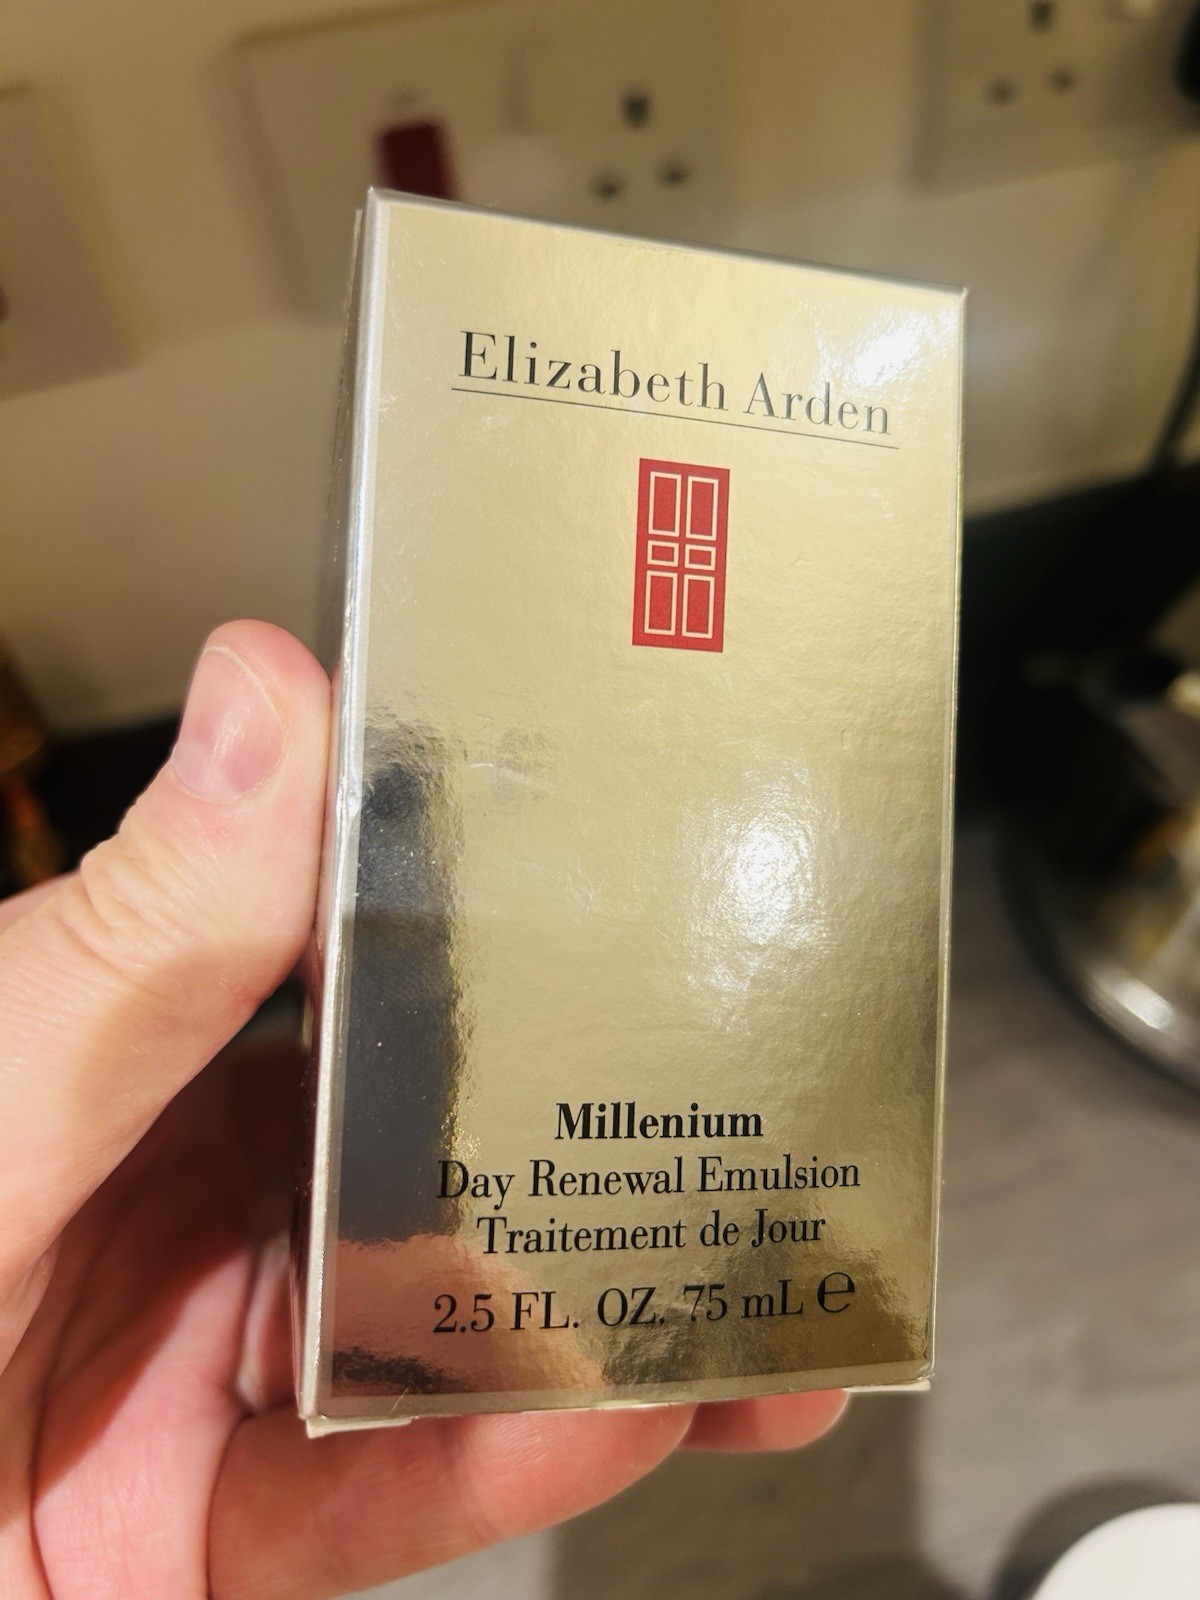 Elizabeth Arden
Millenium
Day Renewal Emulsion
Traitement de Jour
2.5 FL. OZ. 75 mL ℮